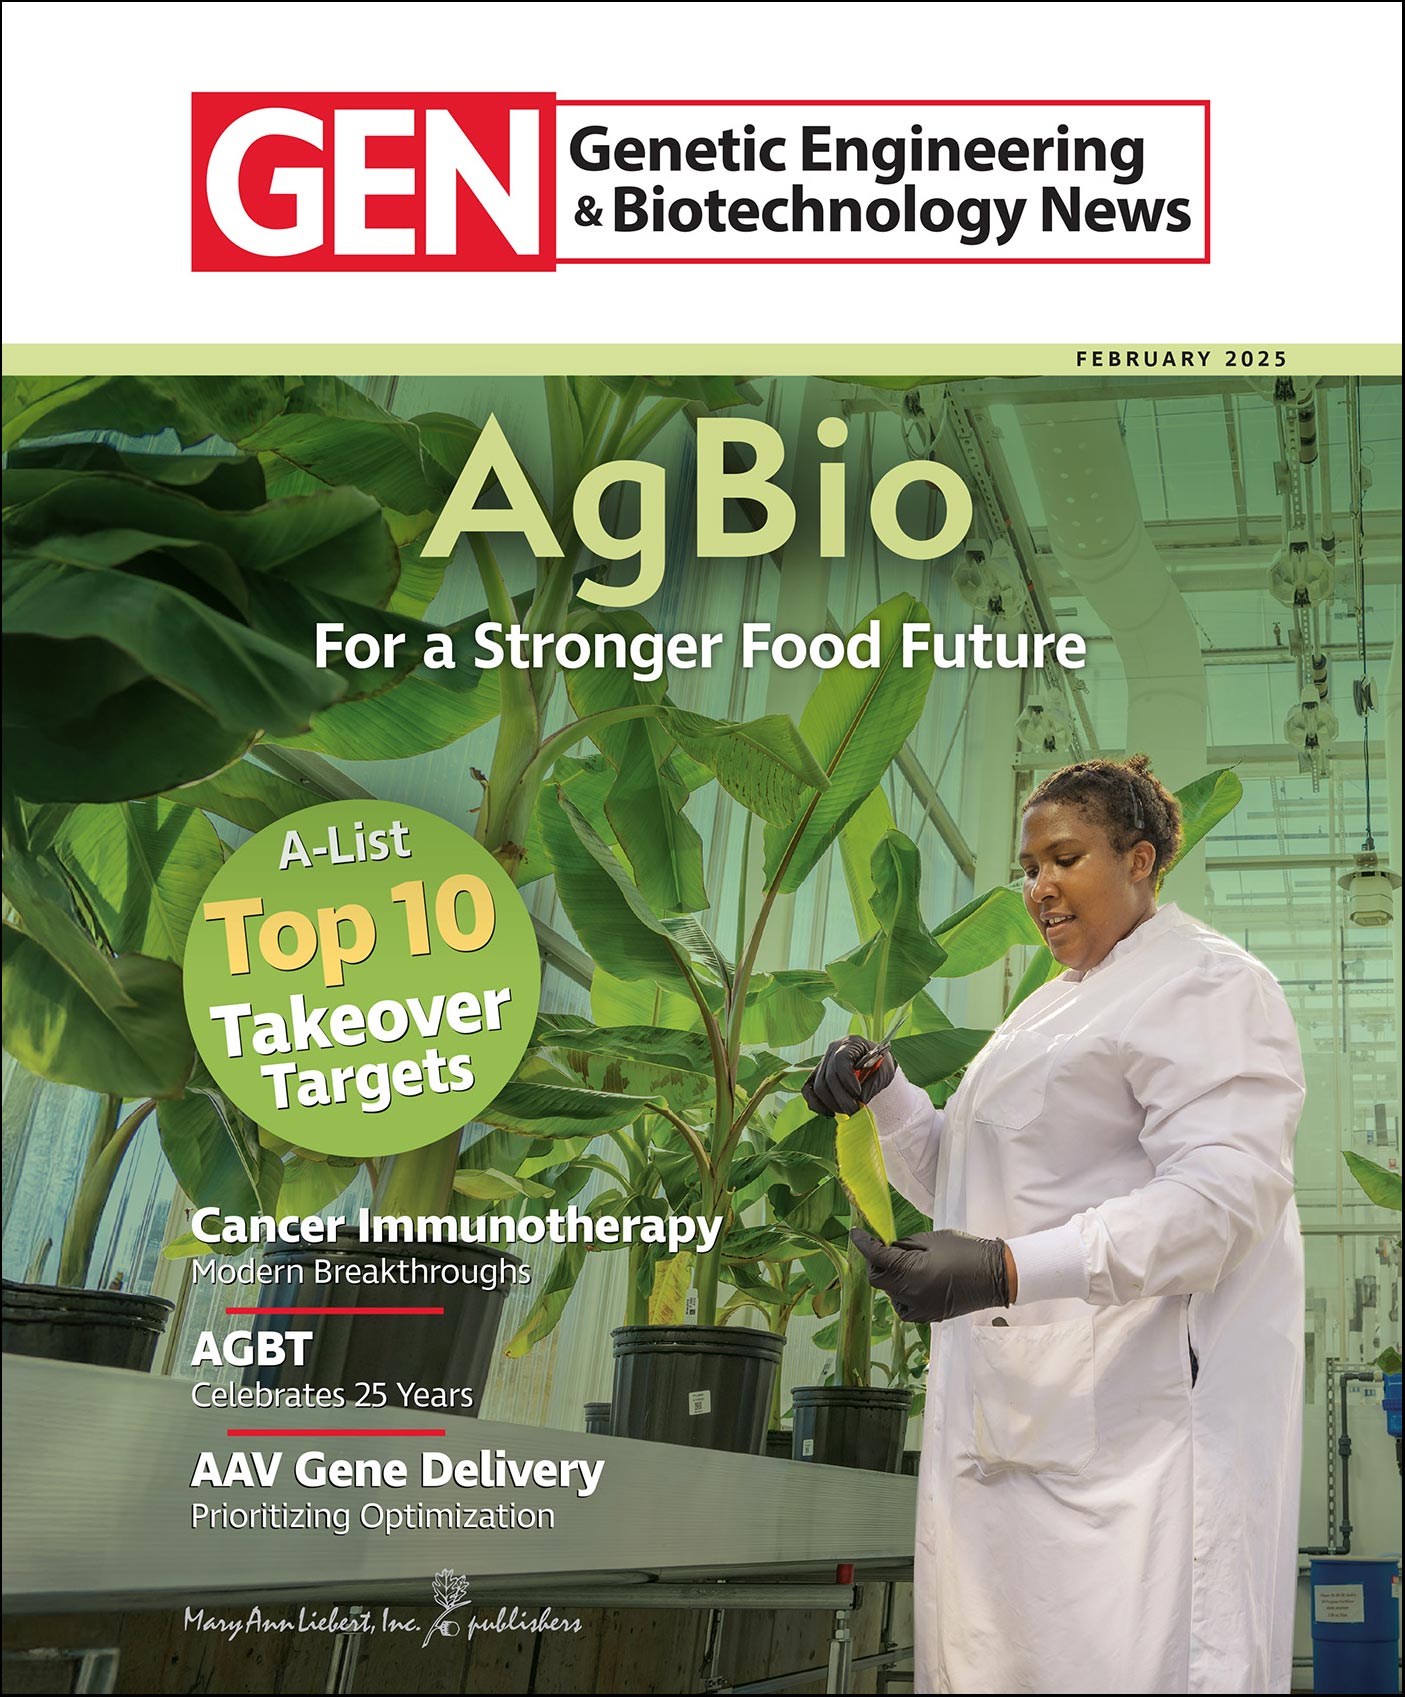 GEN
Genetic Engineering
& Biotechnology News
FEBRUARY 2025
AgBio
For a Stronger Food Future
A-List
Top 10
Takeover
Targets
Cancer Immunotherapy
Modern Breakthroughs
AGBT
Celebrates 25 Years
AAV Gene Delivery
Prioritizing Optimization
Mary Ann Liebert, Inc. publishers